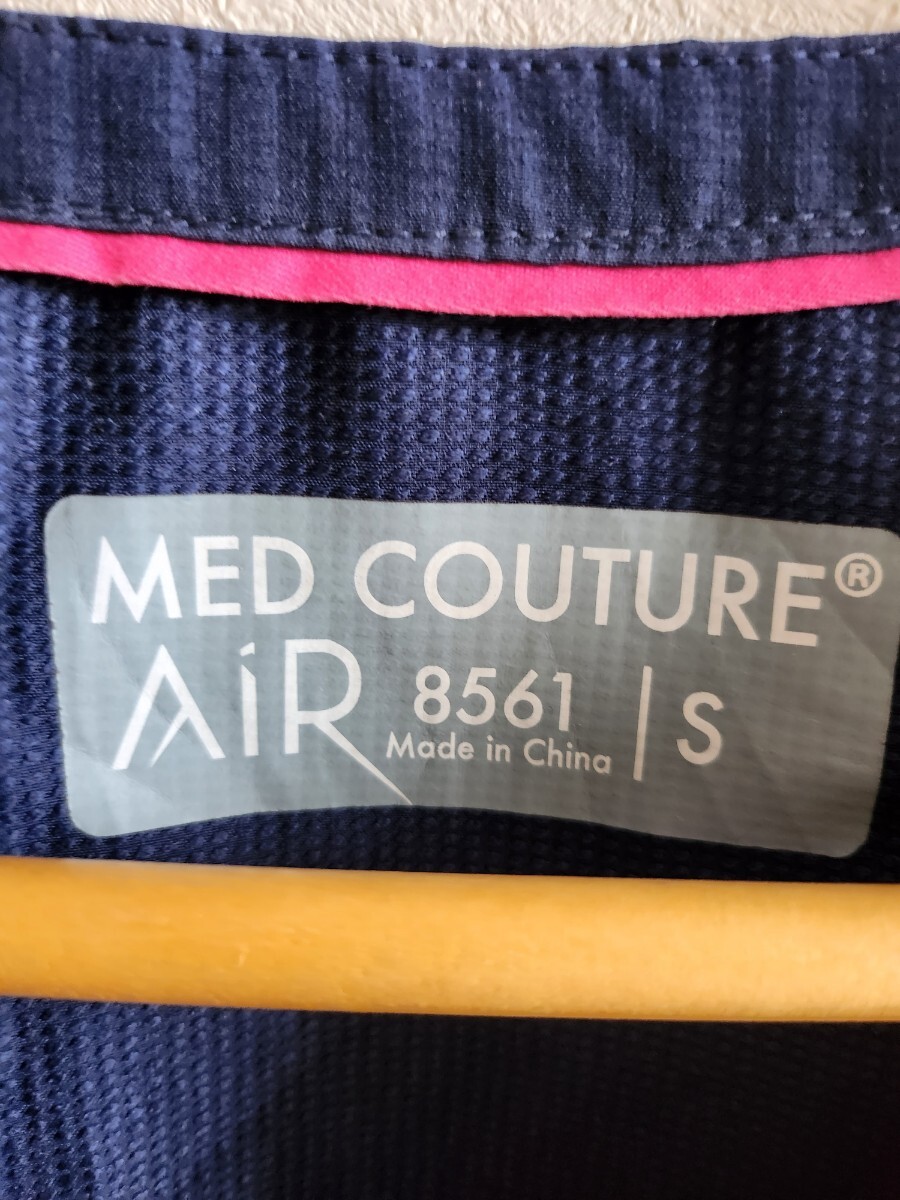 MED COUTURE®
AiR 8561 | S
Made in China